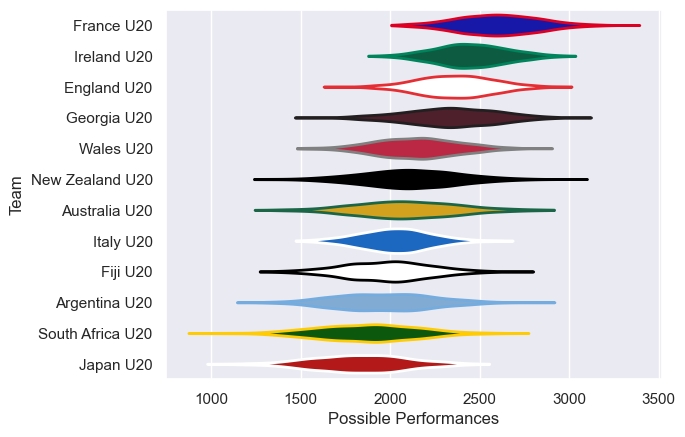 France U20
Ireland U20
England U20
Georgia U20
Wales U20
New Zealand U20
Australia U20
Italy U20
Fiji U20
Argentina U20
South Africa U20
Japan U20
Team
1000 1500 2000 2500 3000 3500
Possible Performances